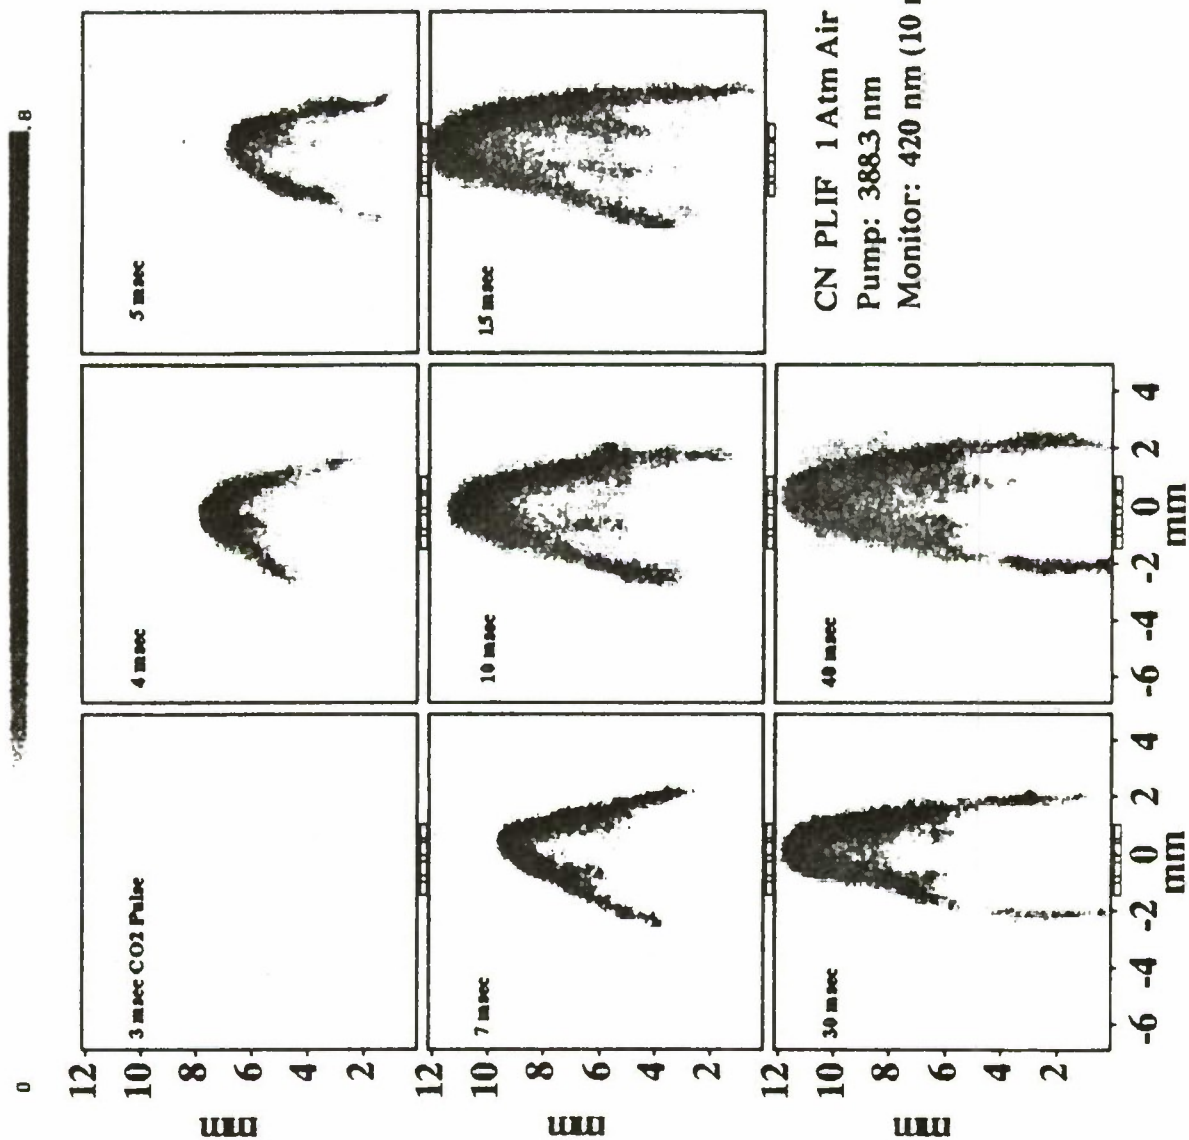 0 .8
3 msec CO2 Pulse
4 msec
5 msec
7 msec
10 msec
15 msec
30 msec
40 msec
12
10
8
6
4
2
mm
12
10
8
6
4
2
mm
12
10
8
6
4
2
mm
-6 -4 -2 0 2 4
mm
-6 -4 -2 0 2 4
mm
CN PLIF 1 Atm Air
Pump: 388.3 nm
Monitor: 420 nm (10